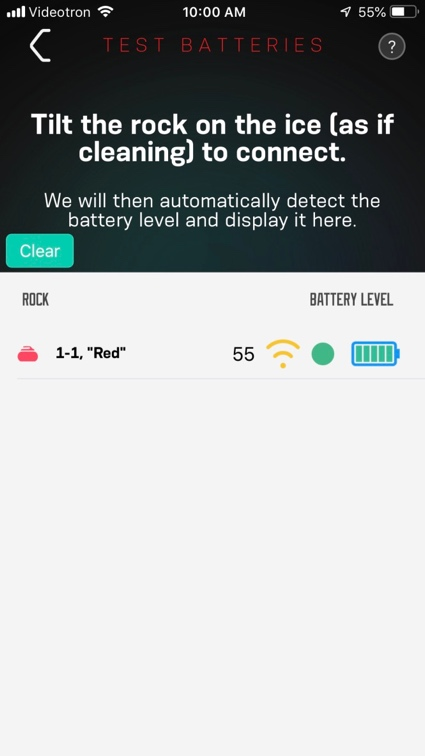 Videotron 10:00 AM 55%
TEST BATTERIES ?
Tilt the rock on the ice (as if
cleaning) to connect.
We will then automatically detect the
battery level and display it here.
Clear
ROCK BATTERY LEVEL
1-1, "Red" 55